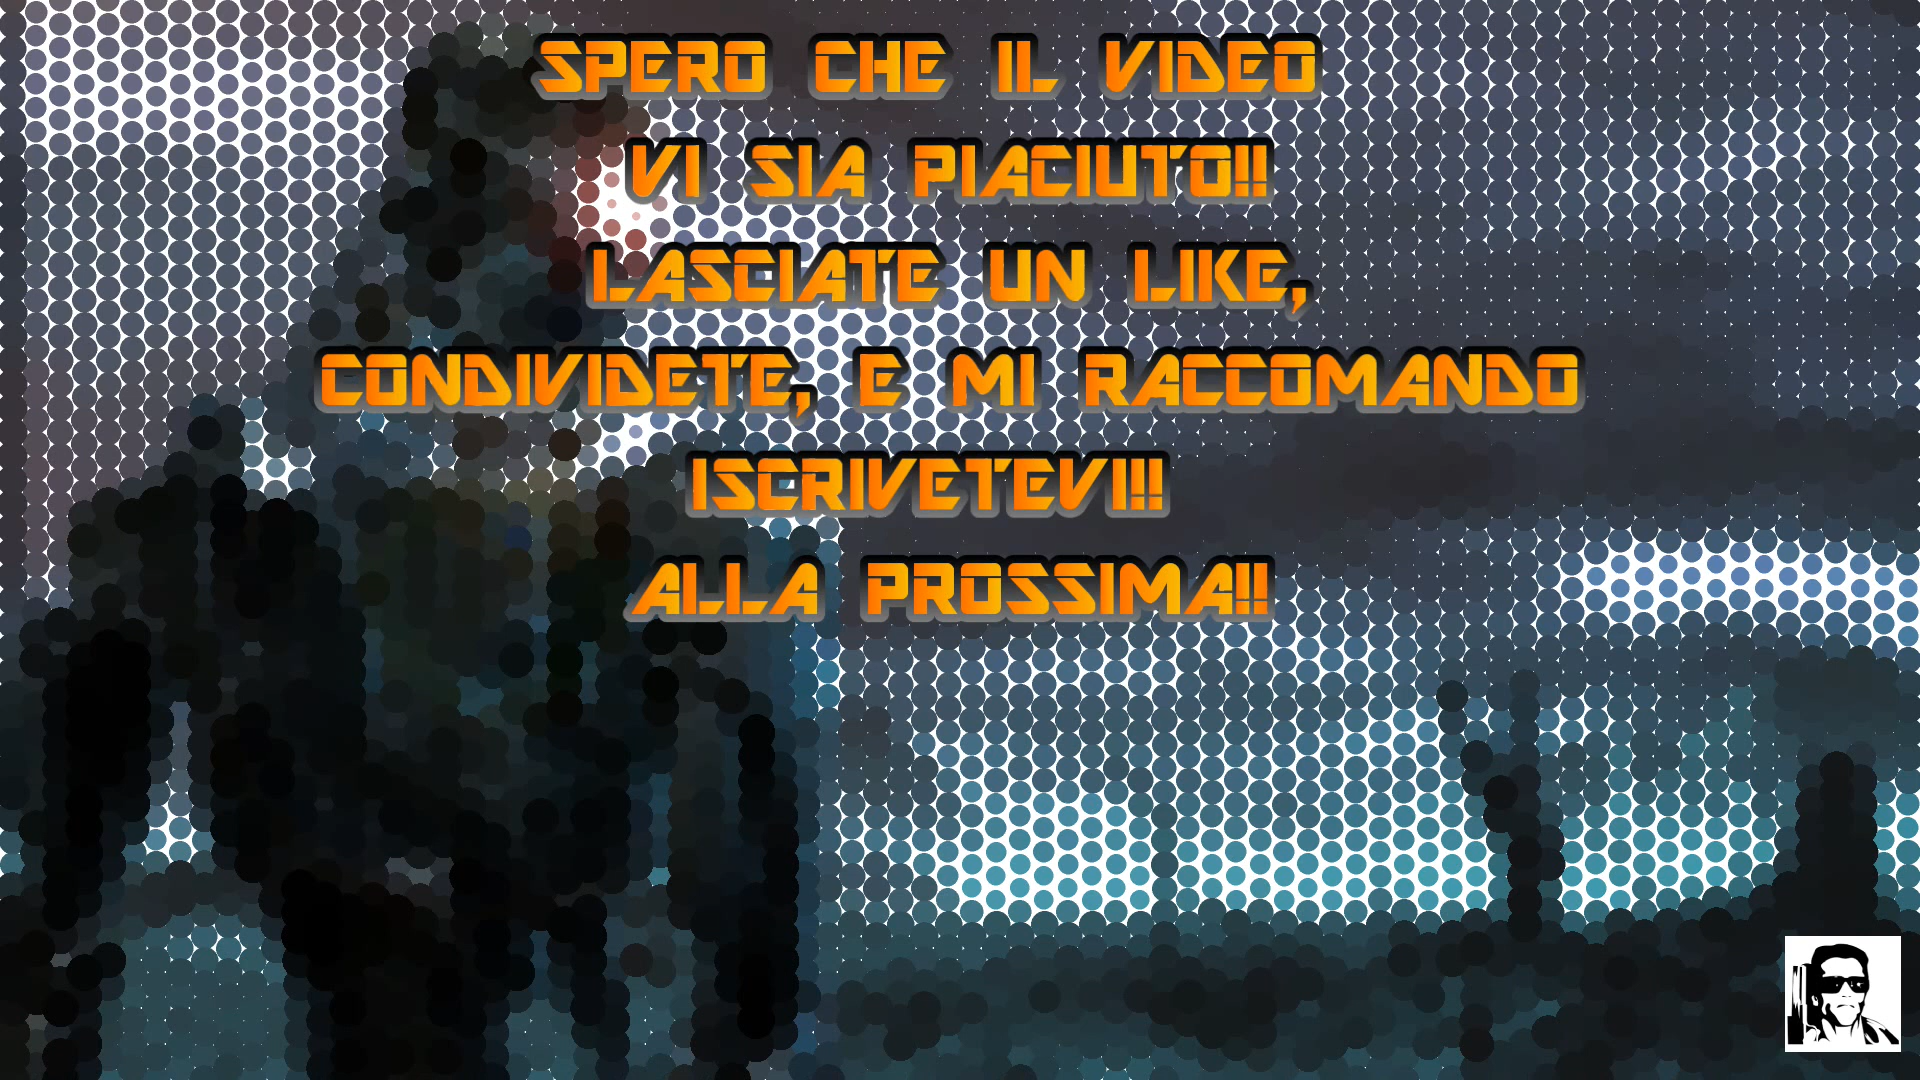 SPERO CHE IL VIDEO
VI SIA PIACIUTO!!
LASCIATE UN LIKE,
CONDIVIDETE, E MI RACCOMANDO
ISCRIVETEVI!!!
ALLA PROSSIMA!!